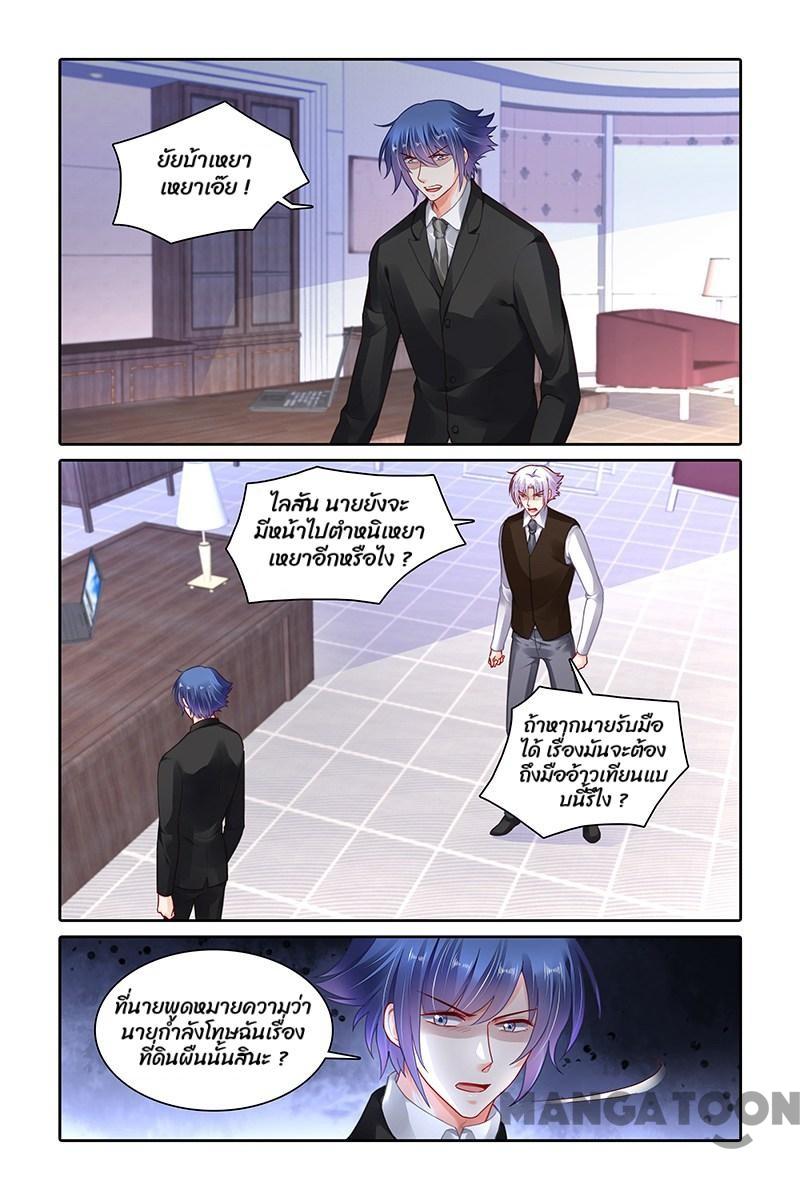 ยัยบ้าเหยา
เหยาเอ๊ย !
ไลสัน นายยังจะ
มีหน้าไปตำหนิเหยา
เหยาอีกหรือไง ?
ถ้าหากนายรับมือ
ได้ เรื่องมันจะต้อง
ถึงมืออ้าวเทียนแบ
บนี้รึไง ?
ที่นายพูดหมายความว่า
นายกำลังโทษฉันเรื่อง
ที่ดินผืนนั้นสินะ ?
MANGATOON